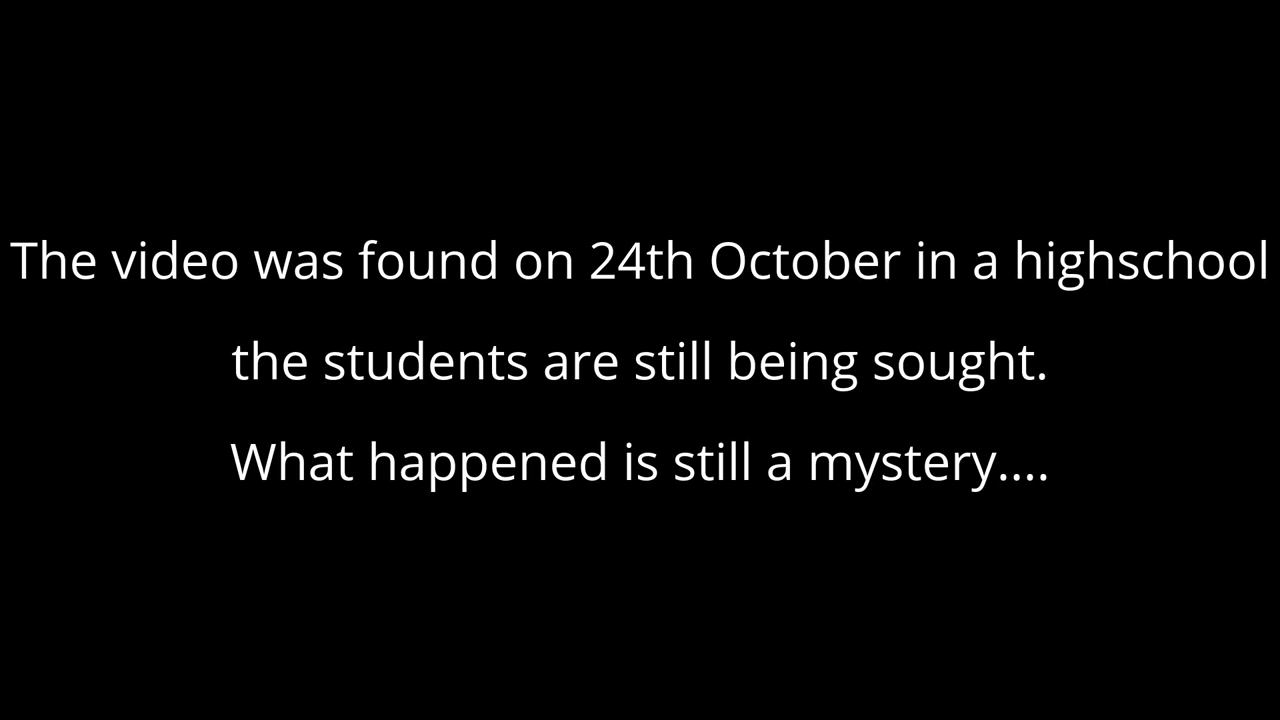 The video was found on 24th October in a highschool
the students are still being sought.
What happened is still a mystery....